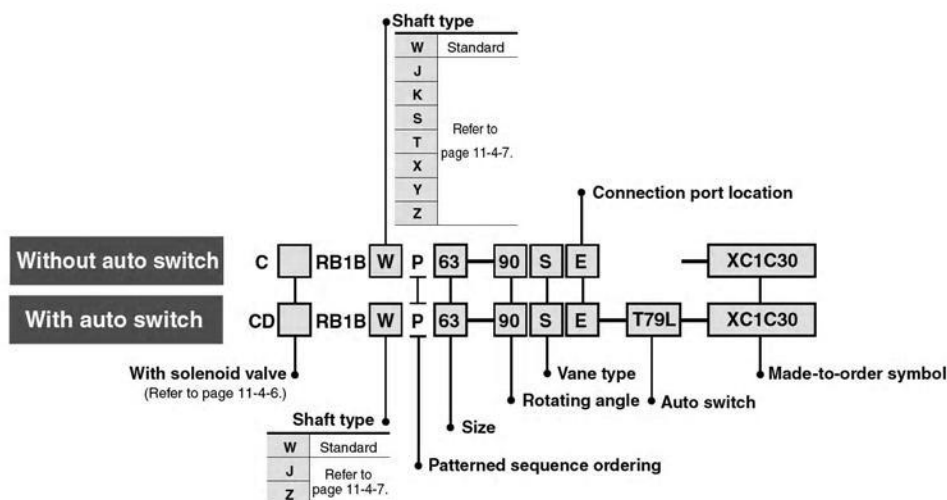 Shaft type
W Standard
J
K
S
T
X
Y
Z
Refer to
page 11-4-7.
Connection port location
Without auto switch C RB1B W P 63 90 S E XC1C30
With auto switch CD RB1B W P 63 90 S E T79L XC1C30
With solenoid valve
(Refer to page 11-4-6.)
Vane type
Made-to-order symbol
Rotating angle
Auto switch
Shaft type
Size
W Standard
J
Z
Refer to
page 11-4-7.
Patterned sequence ordering